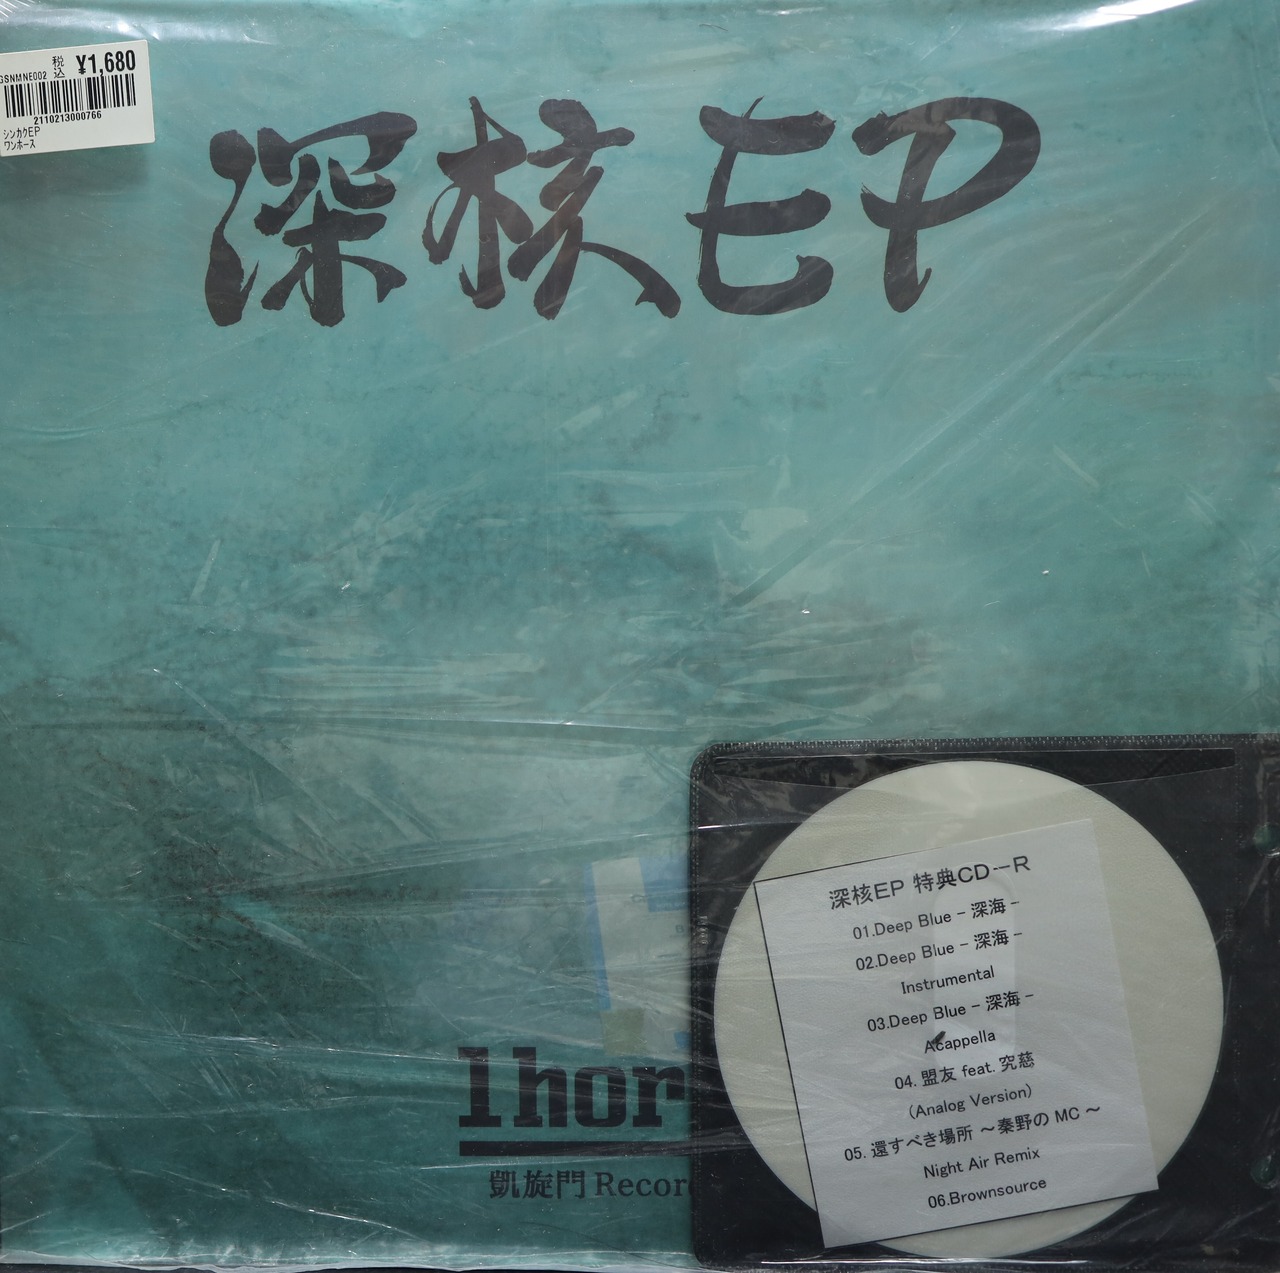 税込 ¥1,680
GSNMNE002
2110213000766
シンカクEP
ワンホース
深核EP
深核EP 特典CD-R
01.Deep Blue - 深海 -
02.Deep Blue - 深海 -
Instrumental
03.Deep Blue - 深海 -
Acappella
04. 盟友 feat. 究慈
(Analog Version)
05. 還すべき場所 ～秦野の MC ～
Night Air Remix
06.Brownsource
1hor
凱旋門 Recor